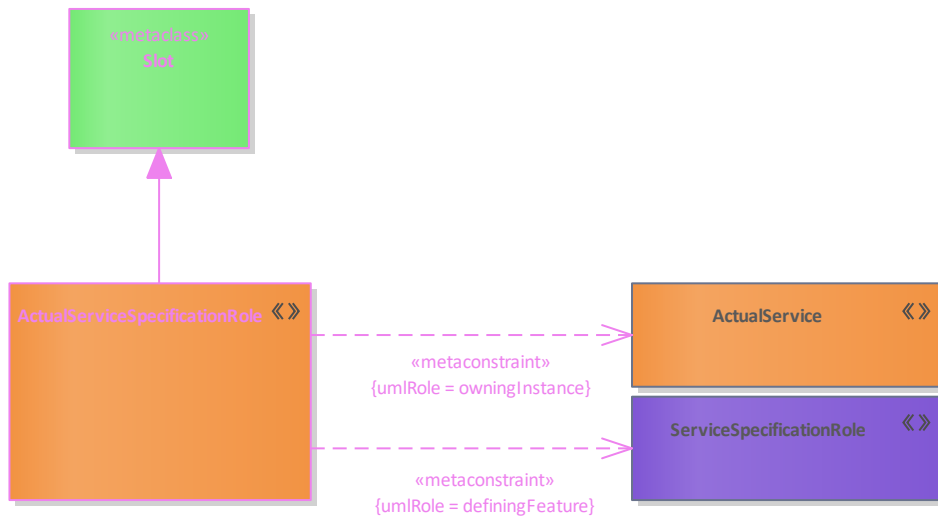 «metaclass»
Slot
ActualServiceSpecificationRole
ActualService
«metaconstraint»
{umlRole = owningInstance}
ServiceSpecificationRole
«metaconstraint»
{umlRole = definingFeature}